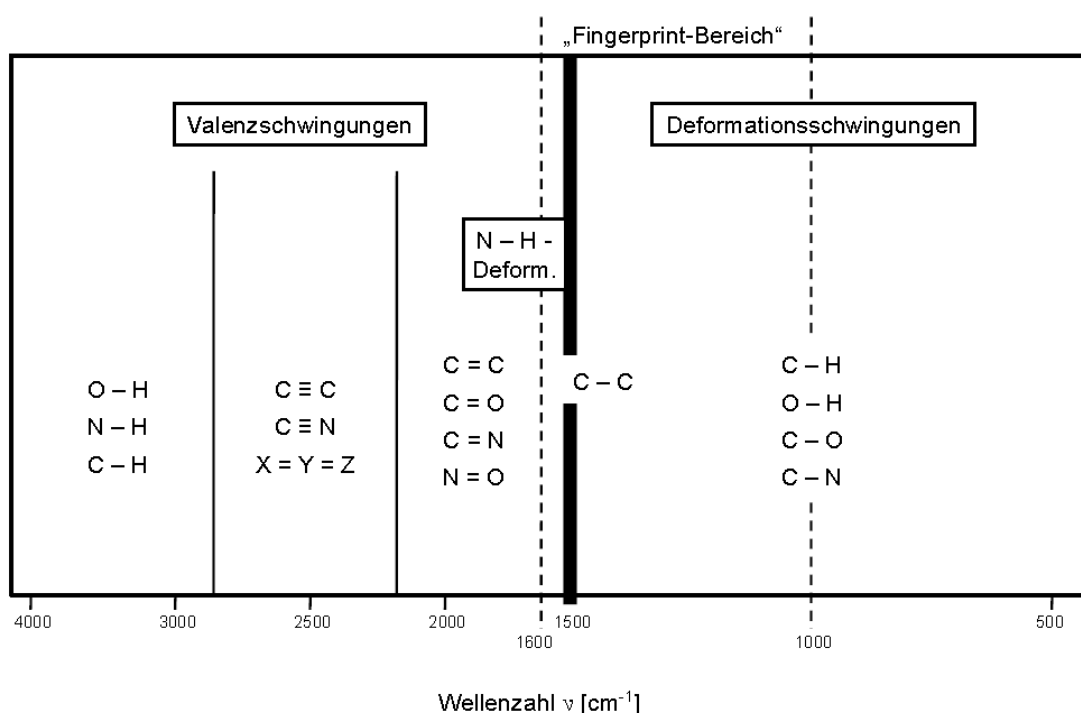 „Fingerprint-Bereich“
Valenzschwingungen
Deformationsschwingungen
N – H -
Deform.
O – H
N – H
C – H
C ≡ C
C ≡ N
X = Y = Z
C = C
C = O
C = N
N = O
C – C
C – H
O – H
C – O
C – N
4000 3000 2500 2000 1600 1500 1000 500
Wellenzahl ν [cm⁻¹]